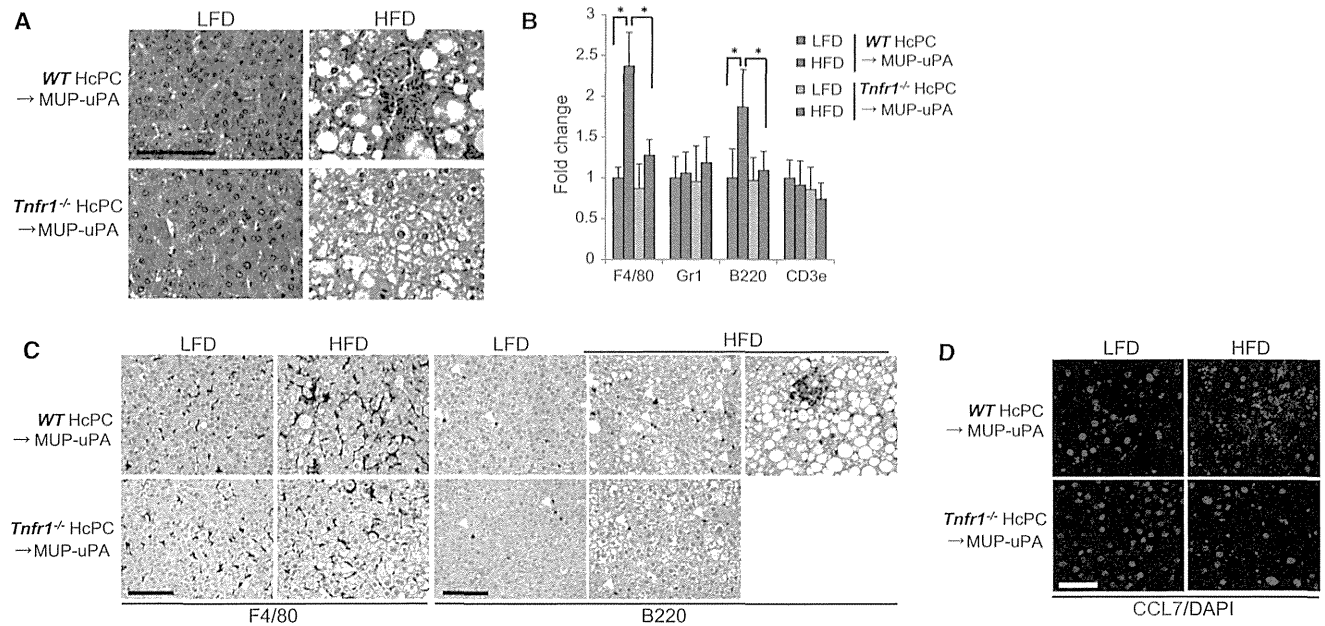 A
LFD HFD
WT HcPC
→ MUP-uPA
Tnfr1-/- HcPC
→MUP-uPA
B
Fold change
3
2.5
2
1.5
1
0.5
0
* *
* *
F4/80 Gr1 B220 CD3e
LFD WT HcPC
HFD → MUP-uPA
LFD Tnfr1-/- HcPC
HFD → MUP-uPA
C
LFD HFD LFD HFD
WT HcPC
→ MUP-uPA
Tnfr1-/- HcPC
→MUP-uPA
F4/80 B220
D
LFD HFD
WT HcPC
→ MUP-uPA
Tnfr1-/- HcPC
→MUP-uPA
CCL7/DAPI